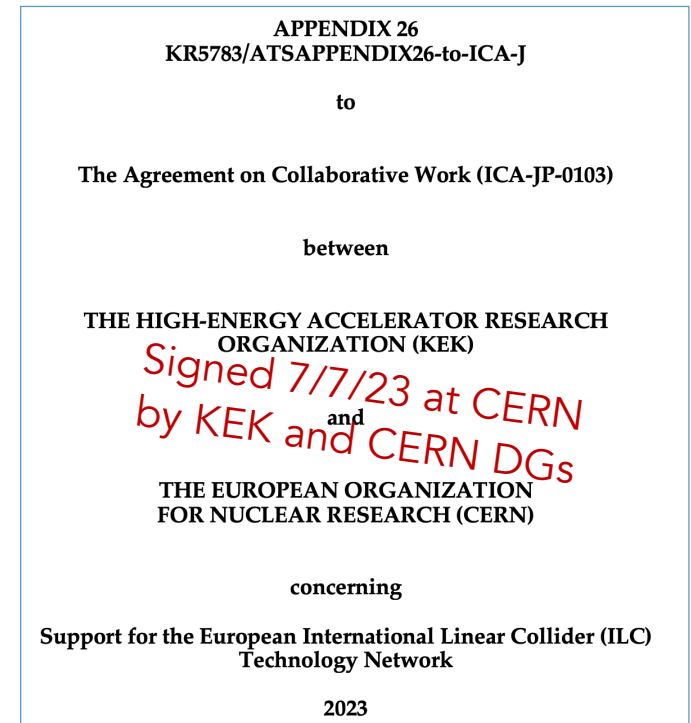 APPENDIX 26
KR5783/ATSAPPENDIX26-to-ICA-J
to
The Agreement on Collaborative Work (ICA-JP-0103)
between
THE HIGH-ENERGY ACCELERATOR RESEARCH
ORGANIZATION (KEK)
Signed 7/7/23 at CERN
by KEK and CERN DGs
and
THE EUROPEAN ORGANIZATION
FOR NUCLEAR RESEARCH (CERN)
concerning
Support for the European International Linear Collider (ILC)
Technology Network
2023